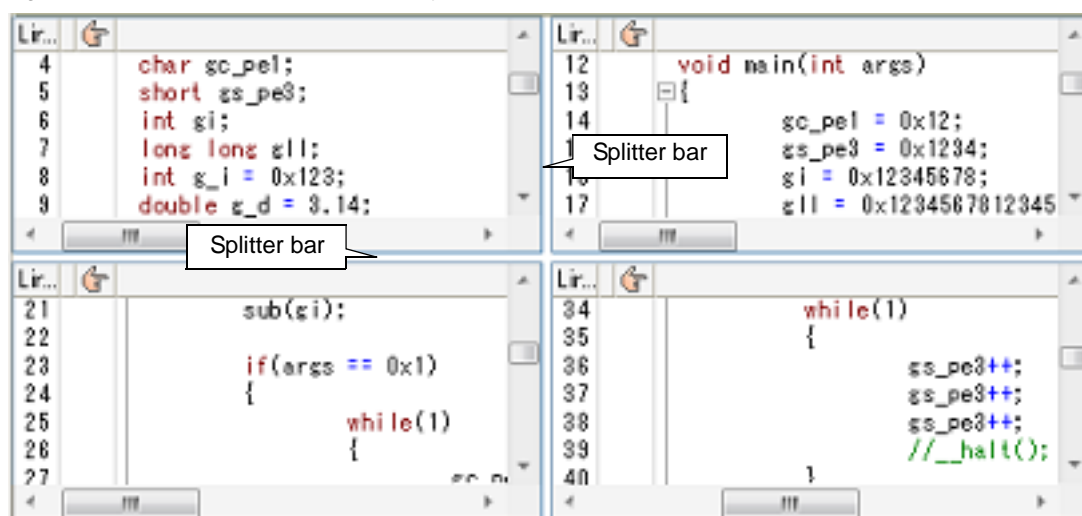 Lir...
4 char gc_pe1;
5 short gs_pe3;
6 int gi;
7 long long gll;
8 int g_i = 0x123;
9 double g_d = 3.14;
Lir...
12 void main(int args)
13 {
14 gc_pe1 = 0x12;
gs_pe3 = 0x1234;
gi = 0x12345678;
17 gll = 0x1234567812345
Splitter bar
Splitter bar
Lir...
21 sub(gi);
22
23 if(args == 0x1)
24 {
25 while(1)
26 {
27
Lir...
34 while(1)
35 {
36 gs_pe3++;
37 gs_pe3++;
38 gs_pe3++;
39 //__halt();
40 }